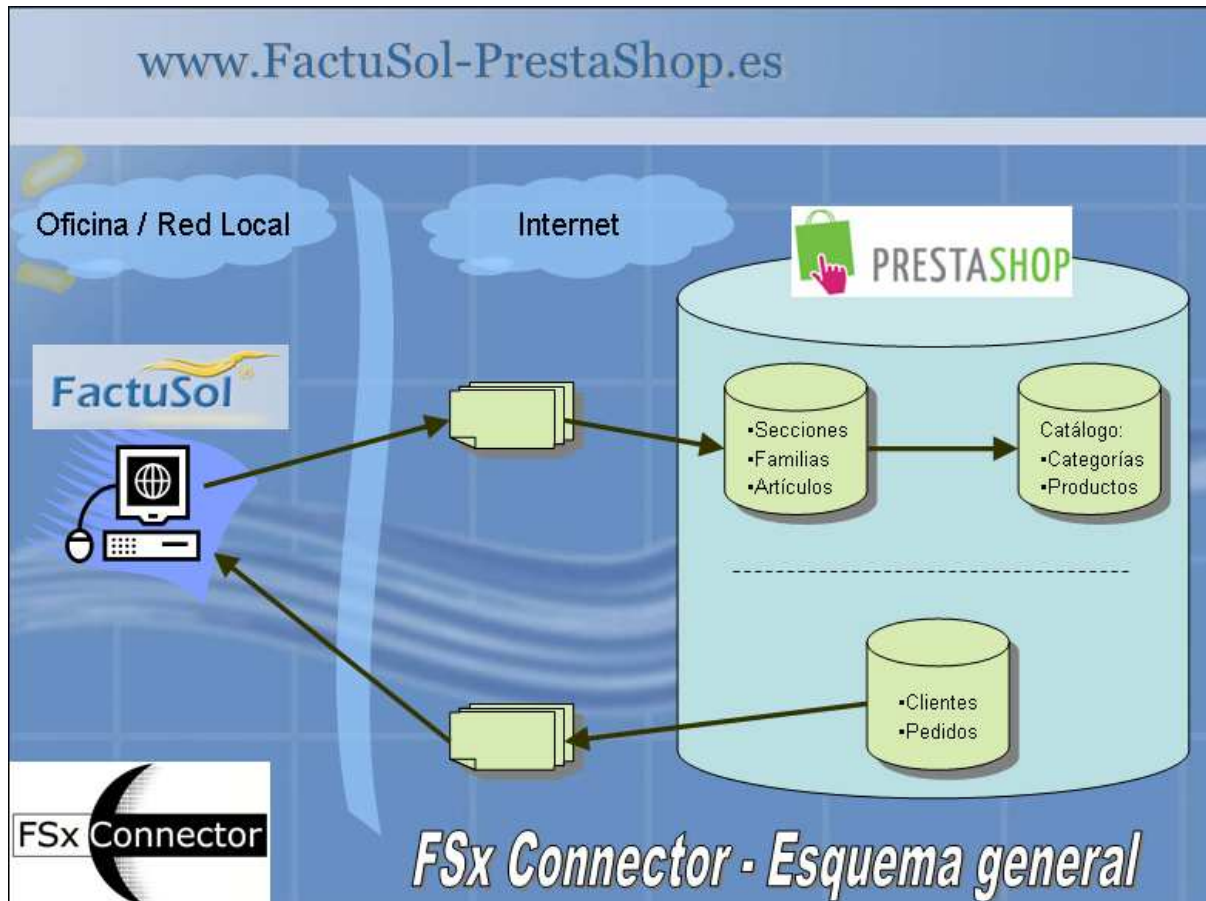 www.FactuSol-PrestaShop.es
Oficina / Red Local
Internet
PRESTASHOP
FactuSol
▪Secciones
▪Familias
▪Artículos
Catálogo:
▪Categorías
▪Productos
▪Clientes
▪Pedidos
FSx Connector
FSx Connector - Esquema general